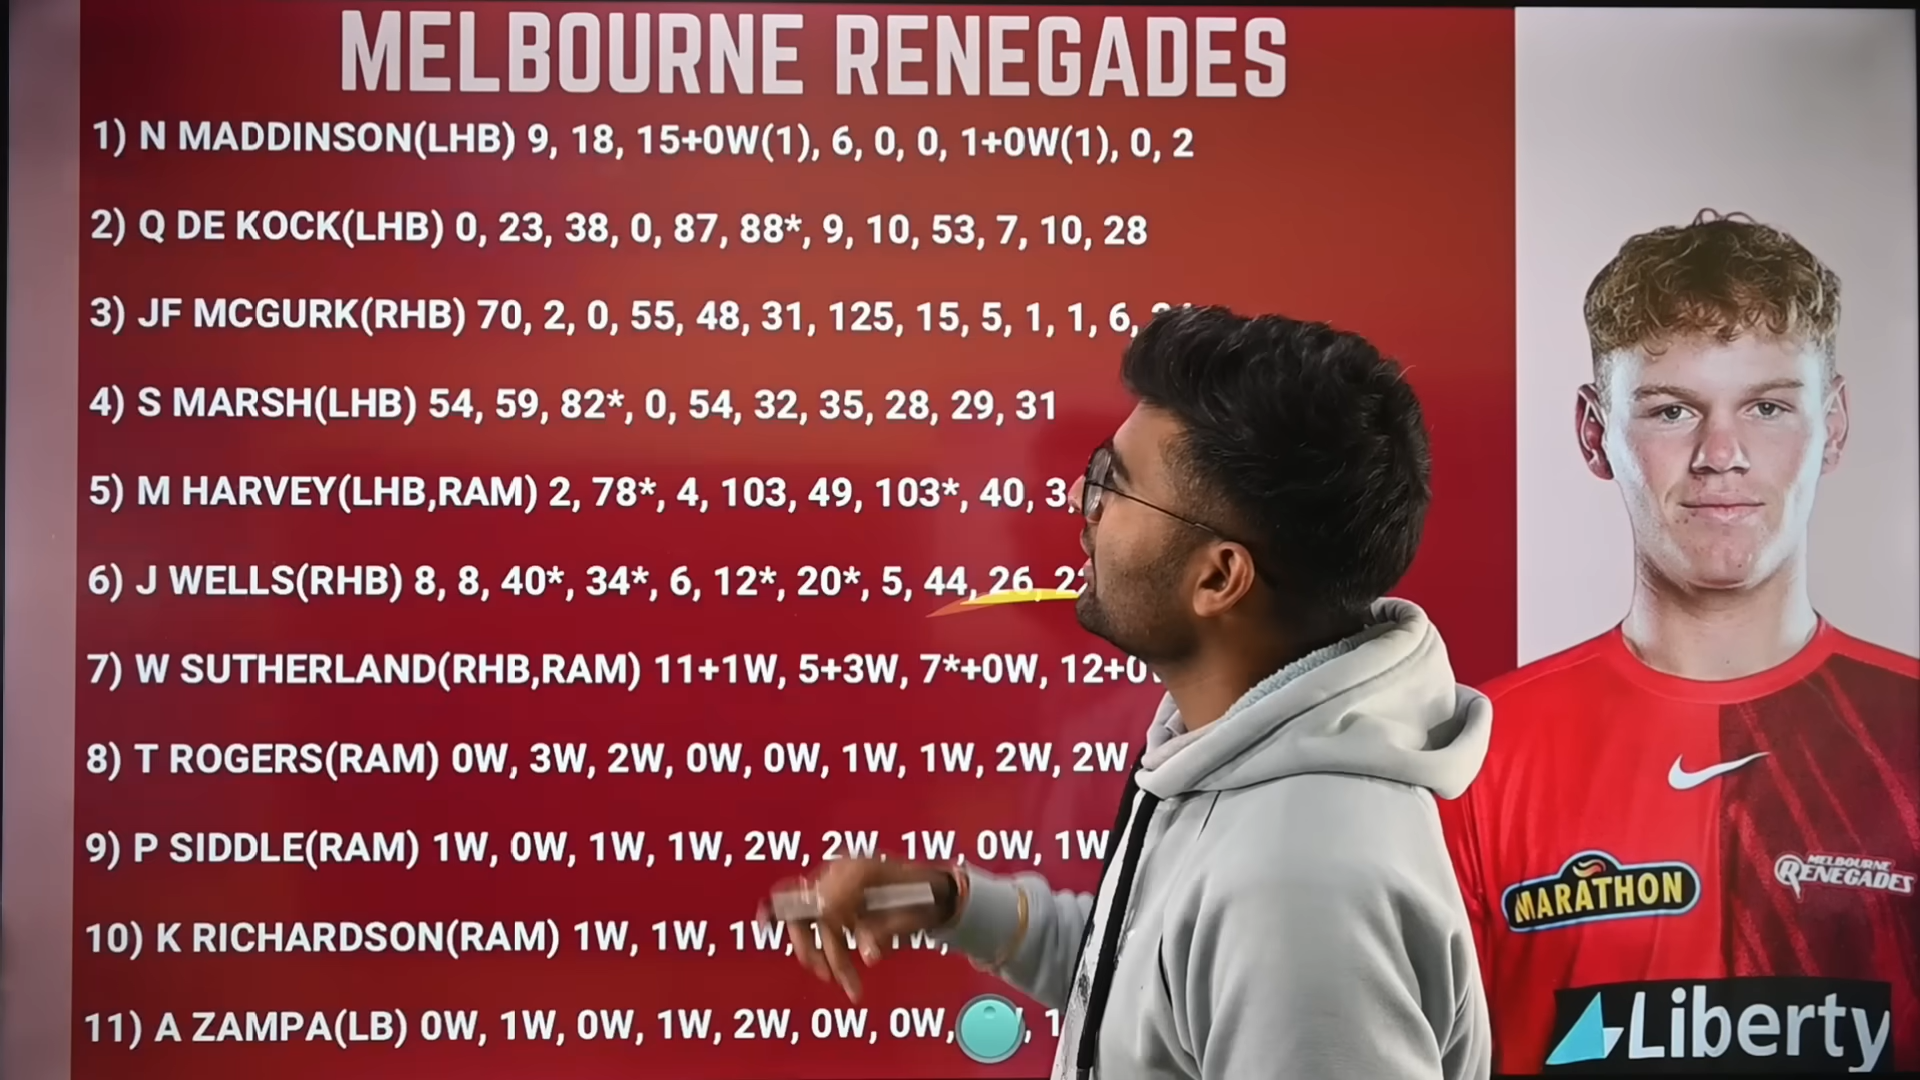 MELBOURNE RENEGADES
1) N MADDINSON(LHB) 9, 18, 15+0W(1), 6, 0, 0, 1+0W(1), 0, 2
2) Q DE KOCK(LHB) 0, 23, 38, 0, 87, 88*, 9, 10, 53, 7, 10, 28
3) JF MCGURK(RHB) 70, 2, 0, 55, 48, 31, 125, 15, 5, 1, 1, 6,
4) S MARSH(LHB) 54, 59, 82*, 0, 54, 32, 35, 28, 29, 31
5) M HARVEY(LHB,RAM) 2, 78*, 4, 103, 49, 103*, 40,
6) J WELLS(RHB) 8, 8, 40*, 34*, 6, 12*, 20*, 5, 44, 26,
7) W SUTHERLAND(RHB,RAM) 11+1W, 5+3W, 7*+0W,
8) T ROGERS(RAM) 0W, 3W, 2W, 0W, 0W, 1W, 1W, 2W, 2W
9) P SIDDLE(RAM) 1W, 0W, 1W, 1W, 2W, 2W, 1W, 0W, 1W
10) K RICHARDSON(RAM) 1W, 1W, 1W,
11) A ZAMPA(LB) 0W, 1W, 0W, 1W, 2W, 0W, 0W,
MARATHON
MELBOURNE
RENEGADES
Liberty